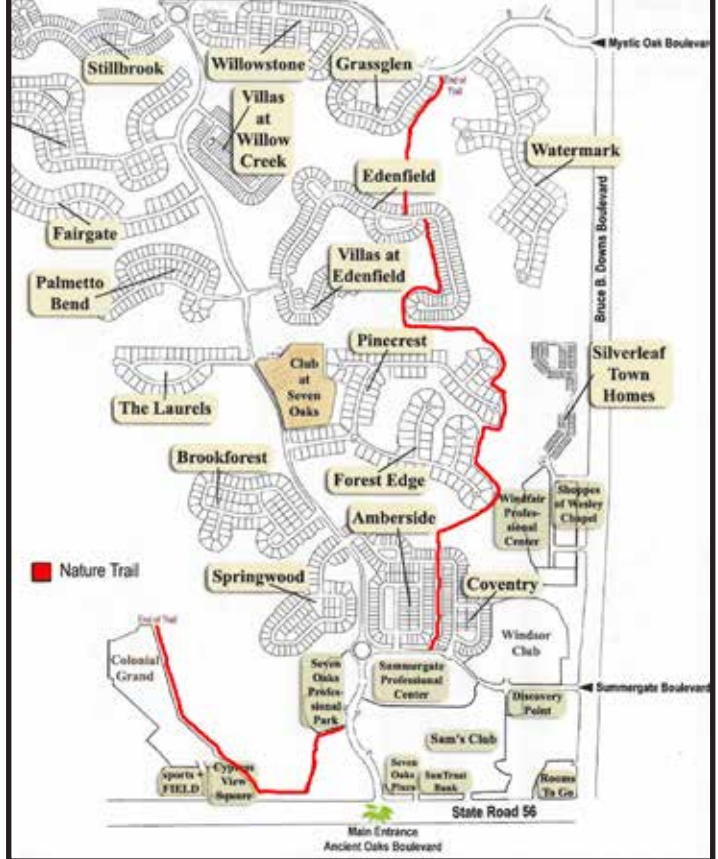 Mystic Oak Boulevard
Stillbrook
Willowstone
Grassglen
End of
Trail
Villas
at
Willow
Creek
Watermark
Edenfield
Fairgate
Bruce B. Downs Boulevard
Villas at
Edenfield
Palmetto
Bend
Pinecrest
Silverleaf
Town
Homes
Club
at
Seven
Oaks
The Laurels
Brookforest
Forest Edge
Windfair
Profes-
sional
Center
Shoppes
of Wesley
Chapel
Amberside
Nature Trail
Springwood
Coventry
End of Trail
Colonial
Grand
Windsor
Club
Seven
Oaks
Profes-
sional
Park
Summergate
Professional
Center
Summergate Boulevard
Discovery
Point
Sam's Club
sports +
FIELD
Cypress
View
Square
Seven
Oaks
Plaza
SunTrust
Bank
Rooms
To Go
State Road 56
Main Entrance
Ancient Oaks Boulevard